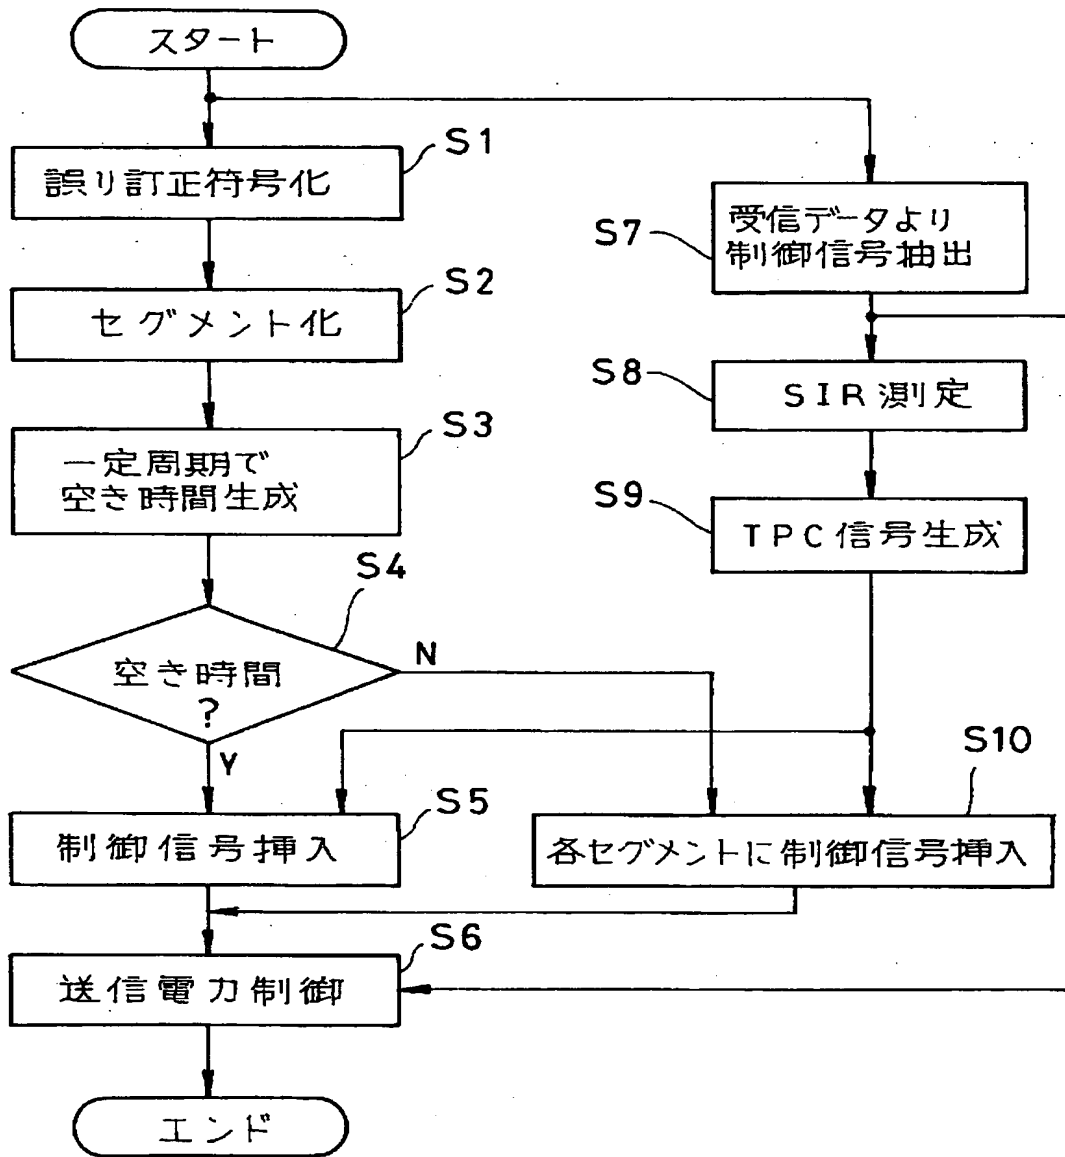 スタート
S1
誤り訂正符号化
S2
セグメント化
S3
一定周期で
空き時間生成
S4
空き時間
?
N
Y
S5
制御信号挿入
S6
送信電力制御
エンド
S7
受信データより
制御信号抽出
S8
SIR測定
S9
TPC信号生成
S10
各セグメントに制御信号挿入